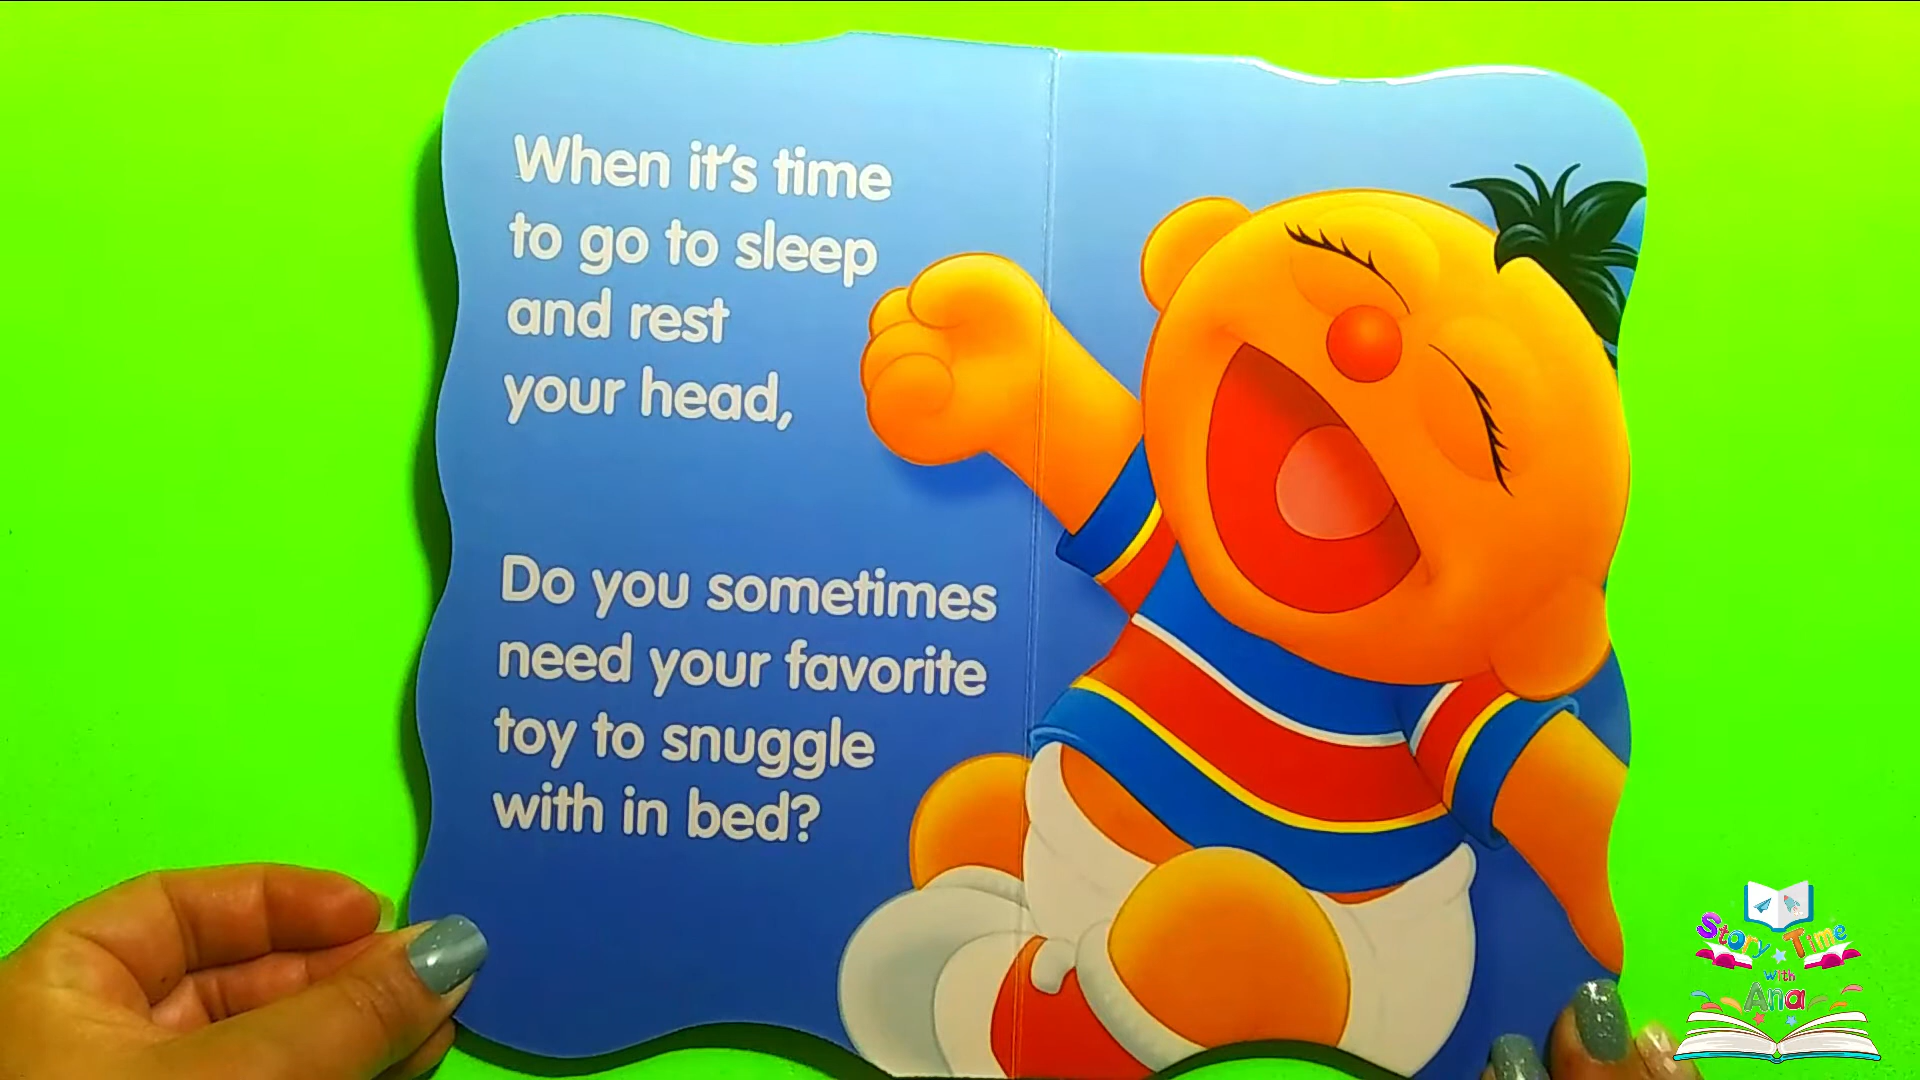 When it's time
to go to sleep
and rest
your head,
Do you sometimes
need your favorite
toy to snuggle
with in bed?
Story Time
with
Ana